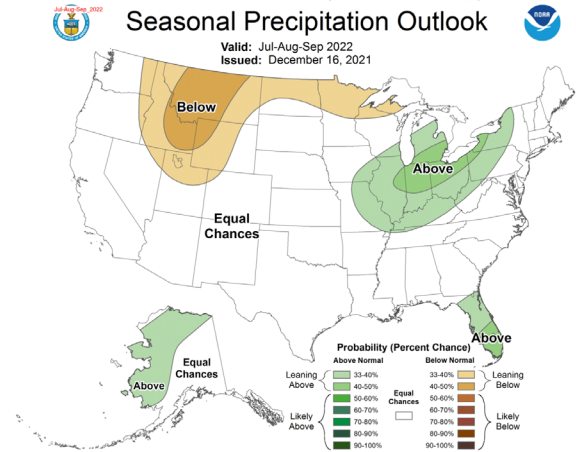 Jul-Aug-Sep 2022
Seasonal Precipitation Outlook
NOAA
Valid: Jul-Aug-Sep 2022
Issued: December 16, 2021
Below
Above
Equal
Chances
Above
Equal
Chances
Above
Probability (Percent Chance)
Above Normal
Below Normal
Leaning
Above
33-40%
40-50%
Likely
Above
50-60%
60-70%
70-80%
80-90%
90-100%
Equal
Chances
33-40%
40-50%
Leaning
Below
50-60%
60-70%
70-80%
80-90%
90-100%
Likely
Below